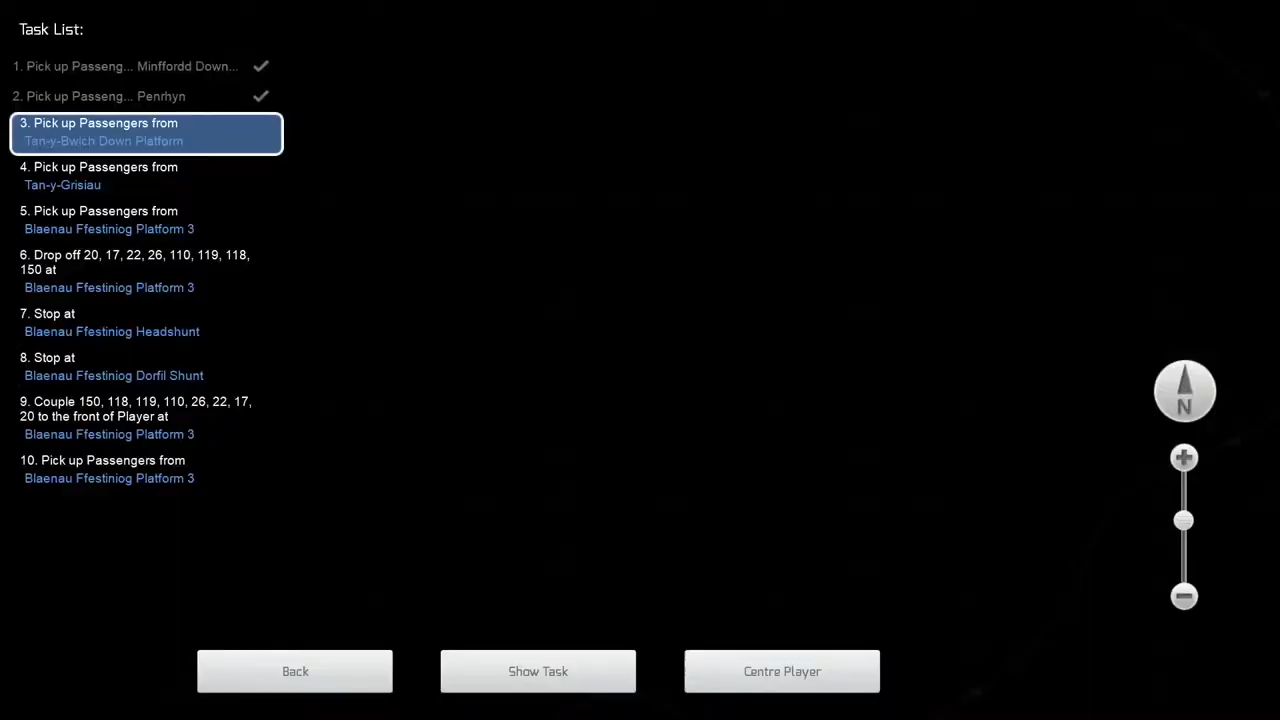 Task List:
1. Pick up Passeng... Minffordd Down...
2. Pick up Passeng... Penrhyn
3. Pick up Passengers from
Tan-y-Bwlch Down Platform
4. Pick up Passengers from
Tan-y-Grisiau
5. Pick up Passengers from
Blaenau Ffestiniog Platform 3
6. Drop off 20, 17, 22, 26, 110, 119, 118,
150 at
Blaenau Ffestiniog Platform 3
7. Stop at
Blaenau Ffestiniog Headshunt
8. Stop at
Blaenau Ffestiniog Dorfil Shunt
9. Couple 150, 118, 119, 110, 26, 22, 17,
20 to the front of Player at
Blaenau Ffestiniog Platform 3
10. Pick up Passengers from
Blaenau Ffestiniog Platform 3
N
Back
Show Task
Centre Player